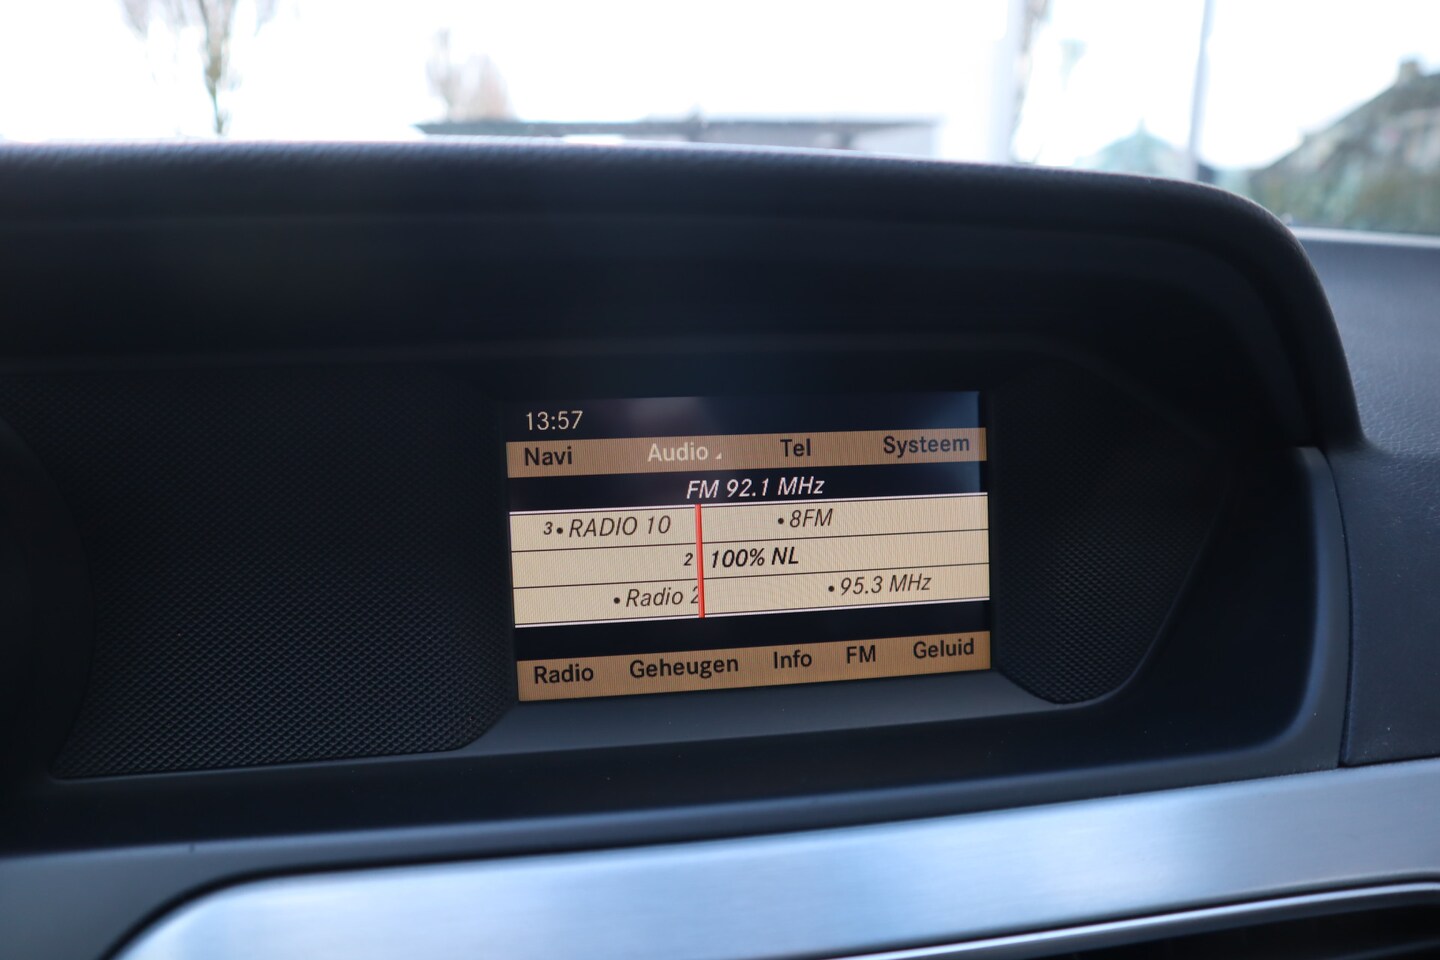 13:57
Navi Audio Tel Systeem
FM 92.1 MHz
3 • RADIO 10 • 8FM
2 100% NL
• Radio 2 • 95.3 MHz
Radio Geheugen Info FM Geluid